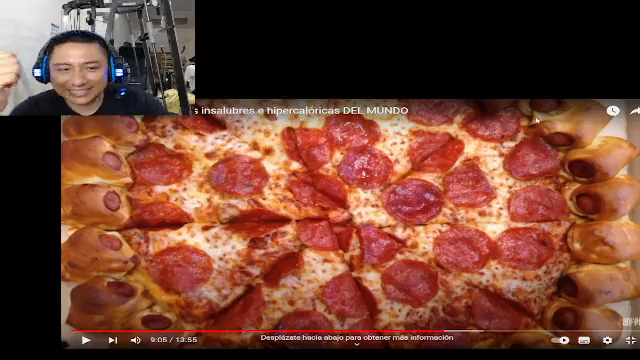 s insalubres e hipercalóricas DEL MUNDO
9:05 / 13:55
Desplázate hacia abajo para obtener más información